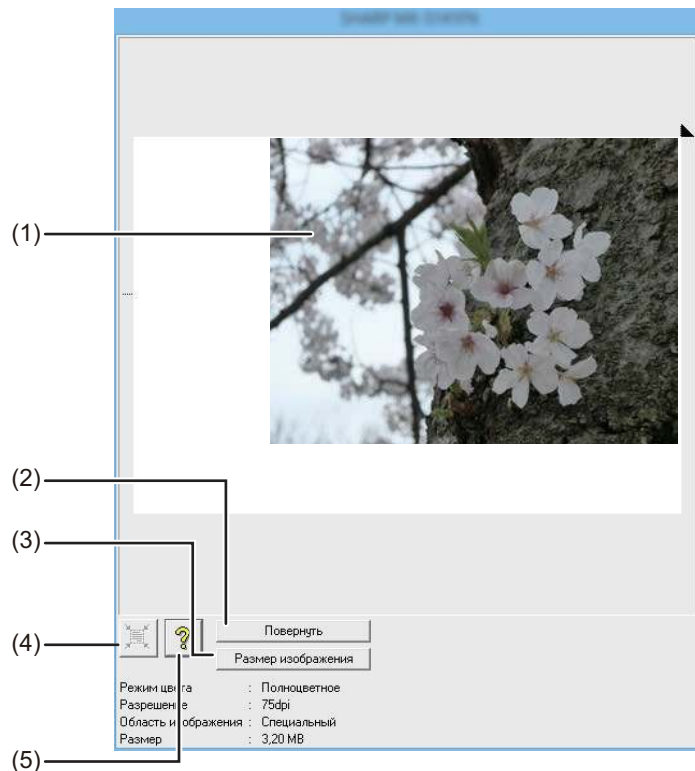 (1)
(2)
(3)
(4)
(5)
Повернуть
Размер изображения
Режим цвета : Полноцветное
Разрешение : 75dpi
Область изображения : Специальный
Размер : 3,20 MB